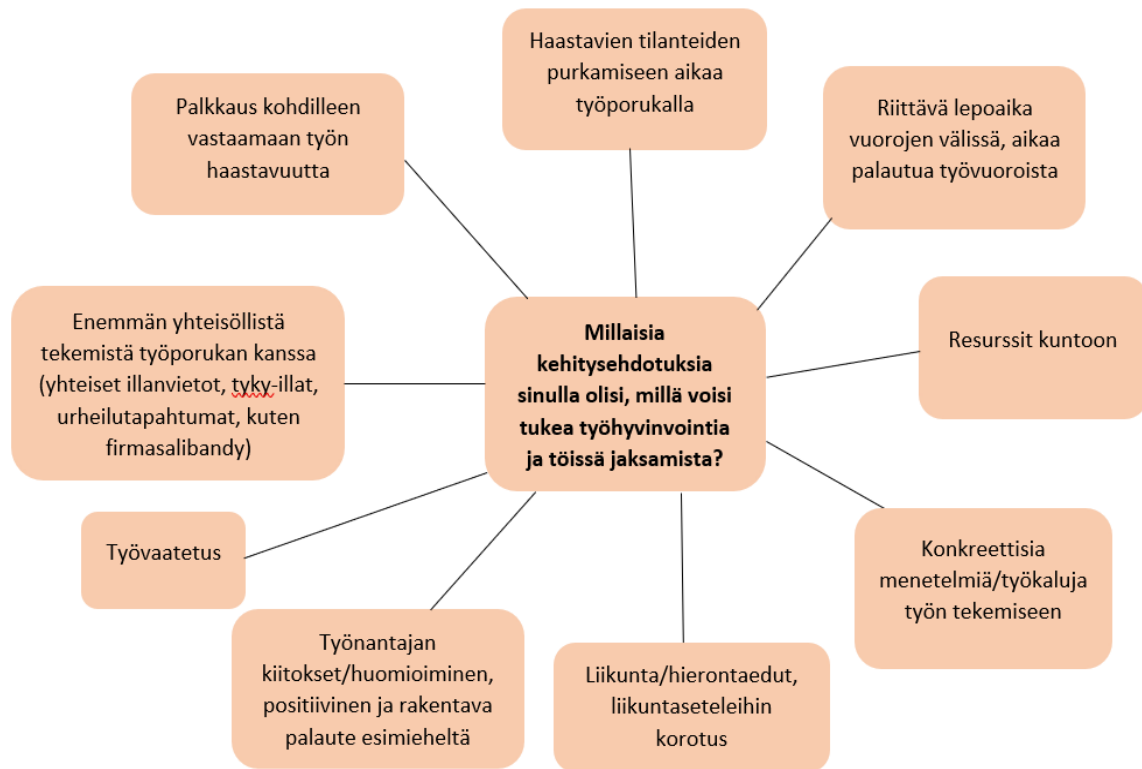 Haastavien tilanteiden
purkamiseen aikaa
työporukalla
Palkkaus kohdilleen
vastaamaan työn
haastavuutta
Riittävä lepoaika
vuorojen välissä, aikaa
palautua työvuoroista
Enemmän yhteisöllistä
tekemistä työporukan kanssa
(yhteiset illanvietot, tyky-illat,
urheilutapahtumat, kuten
firmasalibandy)
Millaisia
kehitysehdotuksia
sinulla olisi, millä voisi
tukea työhyvinvointia
ja töissä jaksamista?
Resurssit kuntoon
Työvaatetus
Konkreettisia
menetelmiä/työkaluja
työn tekemiseen
Työnantajan
kiitokset/huomioiminen,
positiivinen ja rakentava
palaute esimieheltä
Liikunta/hierontaedut,
liikuntaseteleihin
korotus